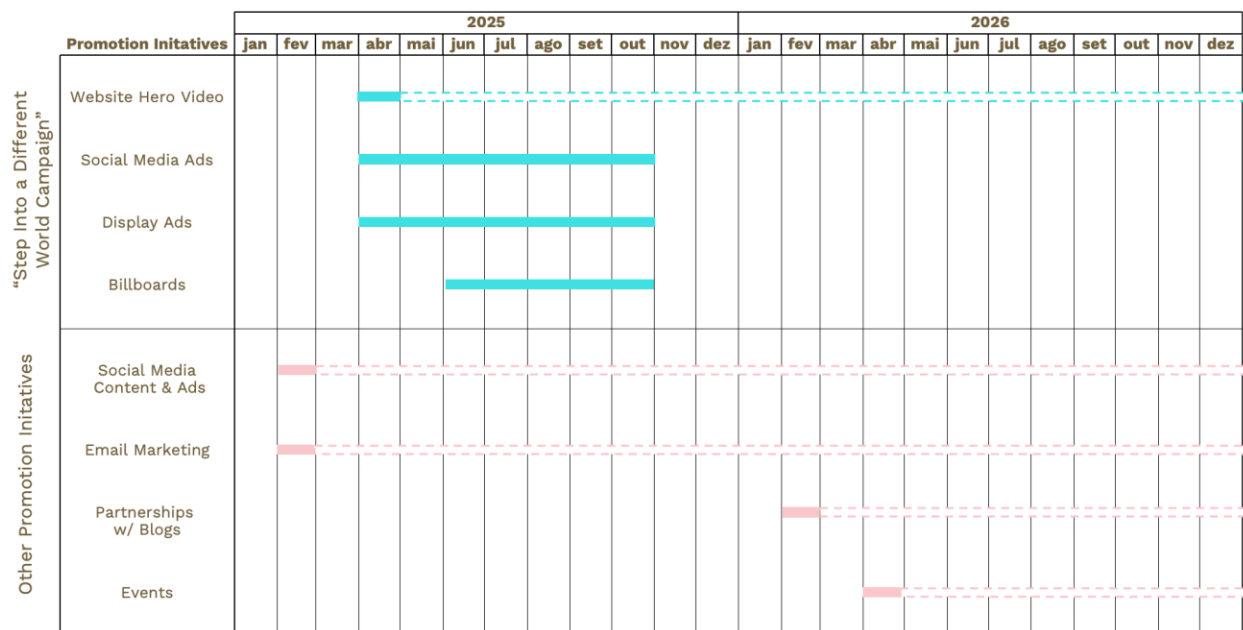 2025
2026
Promotion Initatives
jan fev mar abr mai jun jul ago set out nov dez jan fev mar abr mai jun jul ago set out nov dez
“Step Into a Different
World Campaign”
Website Hero Video
Social Media Ads
Display Ads
Billboards
Other Promotion Initatives
Social Media
Content & Ads
Email Marketing
Partnerships
w/ Blogs
Events